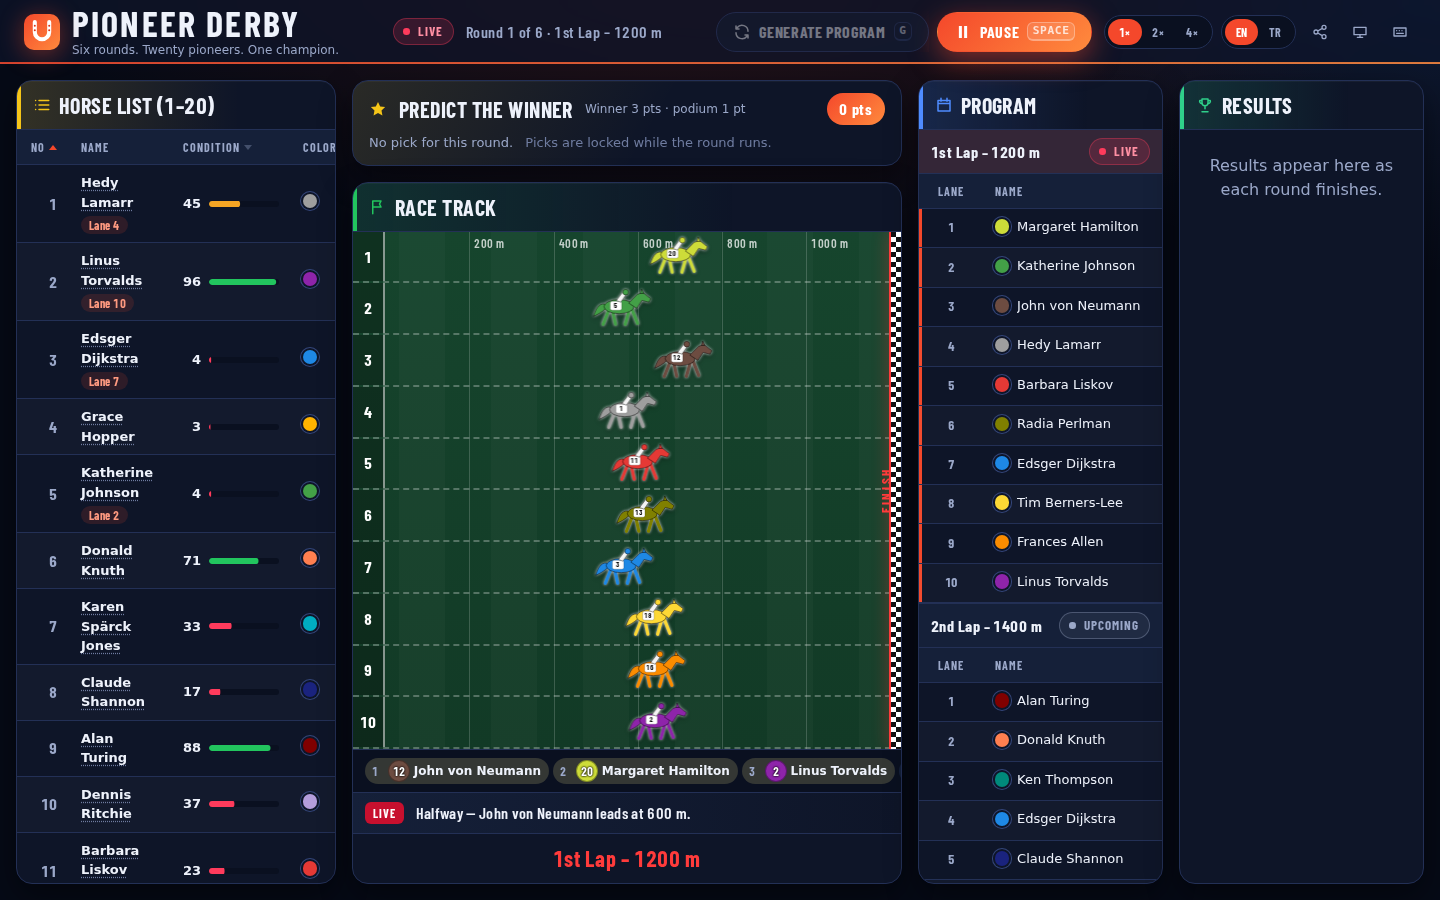 PIONEER DERBY
Six rounds. Twenty pioneers. One champion.
LIVE
Round 1 of 6 · 1st Lap – 1200 m
GENERATE PROGRAM G
PAUSE SPACE
1× 2× 4×
EN TR
HORSE LIST (1-20)
NO NAME CONDITION COLOR
1 Hedy Lamarr 45
Lane 4
2 Linus Torvalds 96
Lane 10
3 Edsger Dijkstra 4
Lane 7
4 Grace Hopper 3
5 Katherine Johnson 4
Lane 2
6 Donald Knuth 71
7 Karen Spärck Jones 33
8 Claude Shannon 17
9 Alan Turing 88
10 Dennis Ritchie 37
11 Barbara Liskov 23
PREDICT THE WINNER
Winner 3 pts · podium 1 pt
0 pts
No pick for this round. Picks are locked while the round runs.
RACE TRACK
200 m 400 m 600 m 800 m 1000 m
1 20
2 5
3 12
4 1
5 11
6 13
7 3
8 18
9 16
10 2
FINISH
1 12 John von Neumann 2 20 Margaret Hamilton 3 2 Linus Torvalds
LIVE Halfway — John von Neumann leads at 600 m.
1st Lap – 1200 m
PROGRAM
1st Lap – 1200 m LIVE
LANE NAME
1 Margaret Hamilton
2 Katherine Johnson
3 John von Neumann
4 Hedy Lamarr
5 Barbara Liskov
6 Radia Perlman
7 Edsger Dijkstra
8 Tim Berners-Lee
9 Frances Allen
10 Linus Torvalds
2nd Lap – 1400 m UPCOMING
LANE NAME
1 Alan Turing
2 Donald Knuth
3 Ken Thompson
4 Edsger Dijkstra
5 Claude Shannon
RESULTS
Results appear here as
each round finishes.